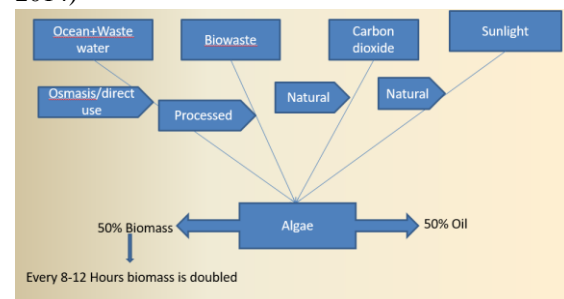 Ocean+Waste
water
Biowaste
Carbon
dioxide
Sunlight
Osmasis/direct
use
Processed
Natural
Natural
50% Biomass
Algae
50% Oil
Every 8-12 Hours biomass is doubled